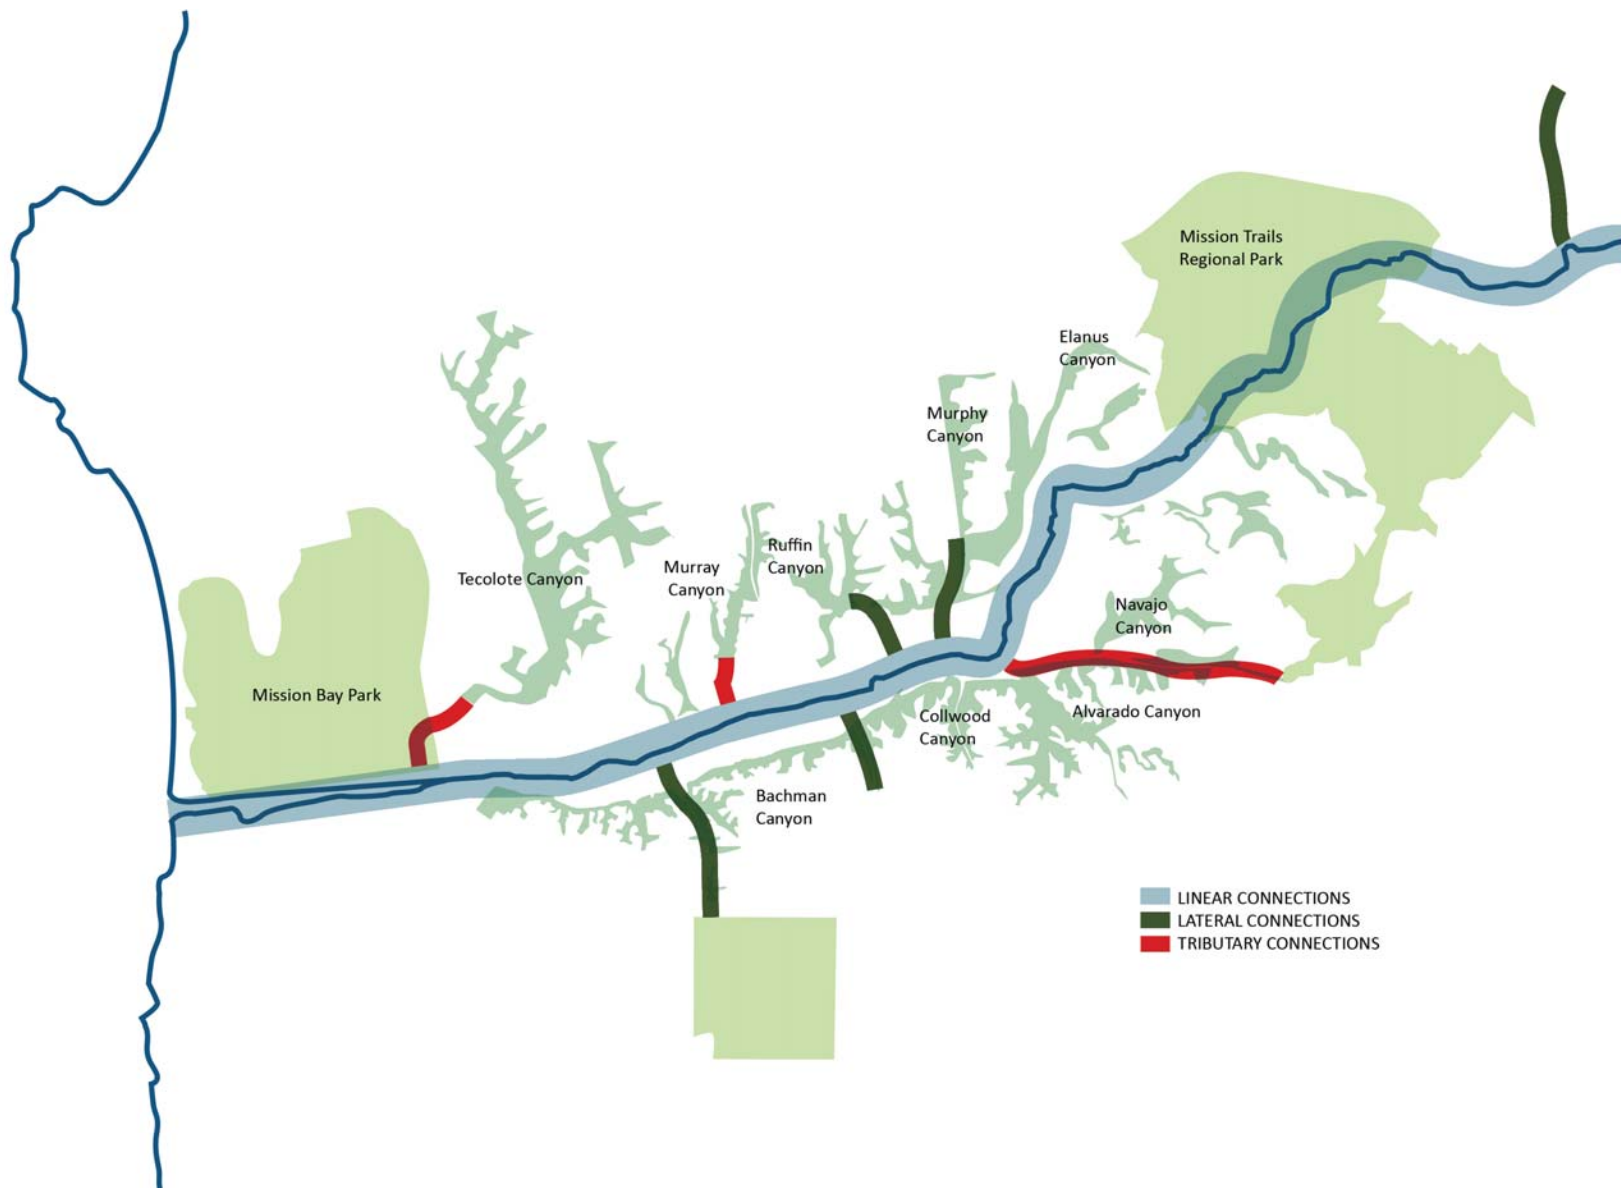 Mission Trails
Regional Park
Elanus
Canyon
Murphy
Canyon
Ruffin
Canyon
Murray
Canyon
Tecolote Canyon
Navajo
Canyon
Mission Bay Park
Collwood
Canyon
Alvarado Canyon
Bachman
Canyon
LINEAR CONNECTIONS
LATERAL CONNECTIONS
TRIBUTARY CONNECTIONS